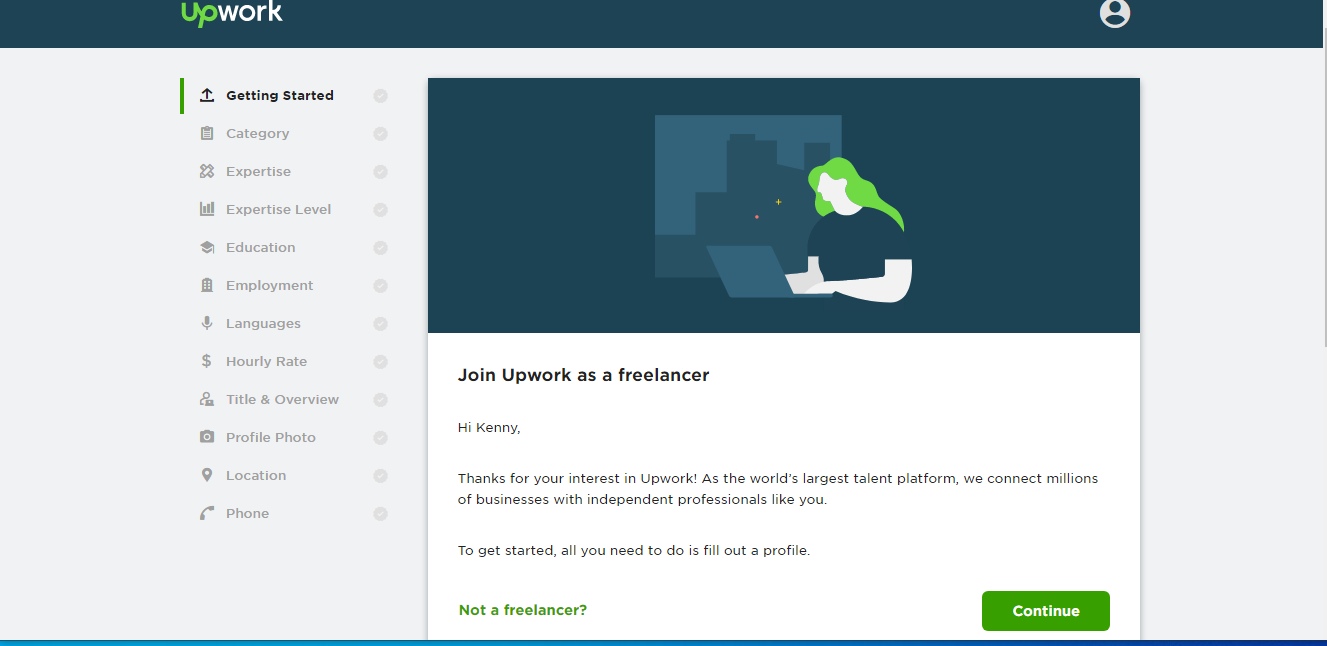 Upwork
Getting Started
Category
Expertise
Expertise Level
Education
Employment
Languages
Hourly Rate
Title & Overview
Profile Photo
Location
Phone
Join Upwork as a freelancer
Hi Kenny,
Thanks for your interest in Upwork! As the world's largest talent platform, we connect millions
of businesses with independent professionals like you.
To get started, all you need to do is fill out a profile.
Not a freelancer?
Continue